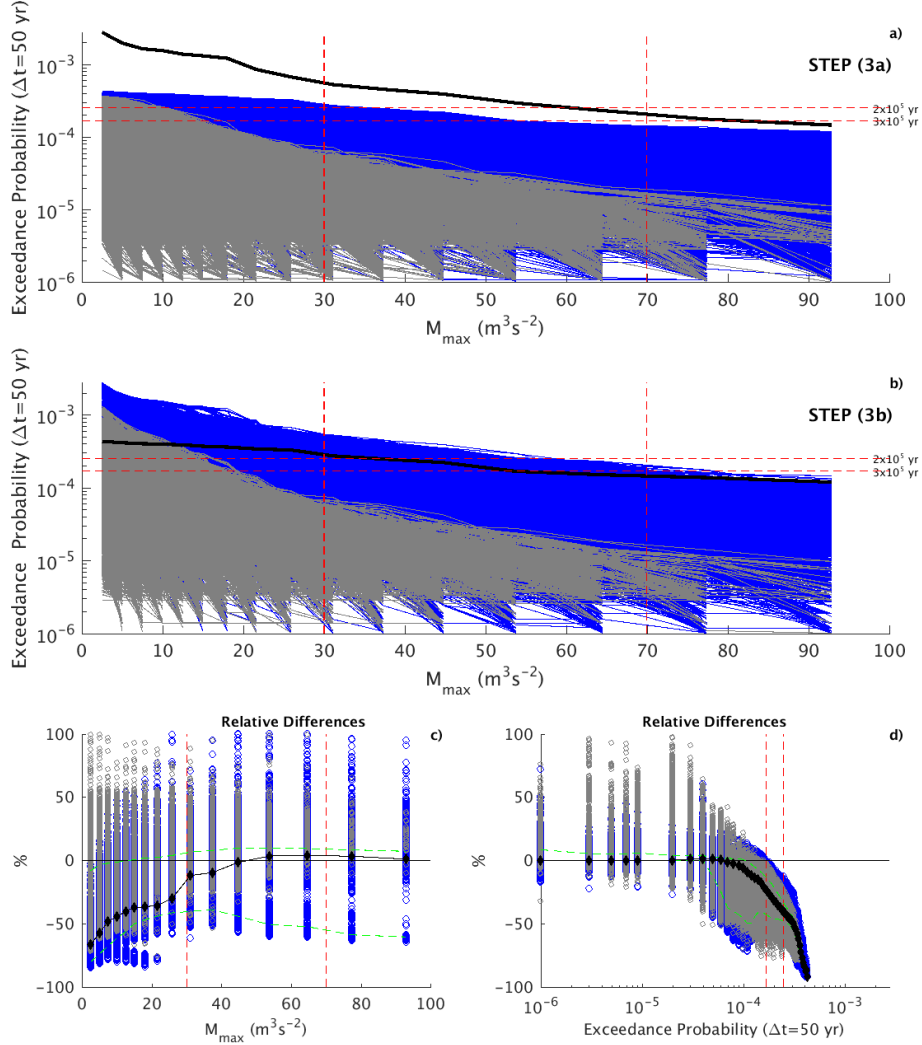 a)
STEP (3a)
Exceedance Probability (Δt=50 yr)
10⁻³
10⁻⁴
10⁻⁵
10⁻⁶
2x10⁵ yr
3x10⁵ yr
0 10 20 30 40 50 60 70 80 90 100
M_max (m³s⁻²)
b)
STEP (3b)
Exceedance Probability (Δt=50 yr)
10⁻³
10⁻⁴
10⁻⁵
10⁻⁶
2x10⁵ yr
3x10⁵ yr
0 10 20 30 40 50 60 70 80 90 100
M_max (m³s⁻²)
Relative Differences
c)
%
100
50
0
−50
−100
0 20 40 60 80 100
M_max (m³s⁻²)
Relative Differences
d)
%
100
50
0
−50
−100
10⁻⁶ 10⁻⁵ 10⁻⁴ 10⁻³
Exceedance Probability (Δt=50 yr)